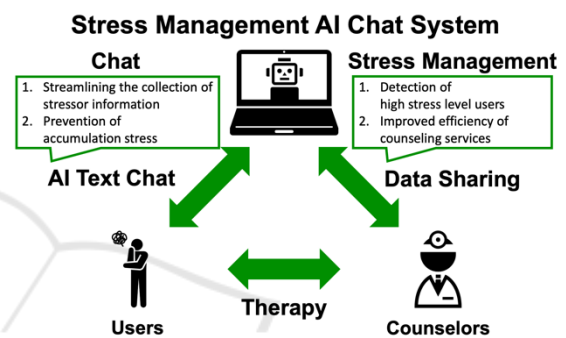 Stress Management AI Chat System
Chat
1. Streamlining the collection of
stressor information
2. Prevention of
accumulation stress
Stress Management
1. Detection of
high stress level users
2. Improved efficiency of
counseling services
AI Text Chat
Data Sharing
Therapy
Users
Counselors